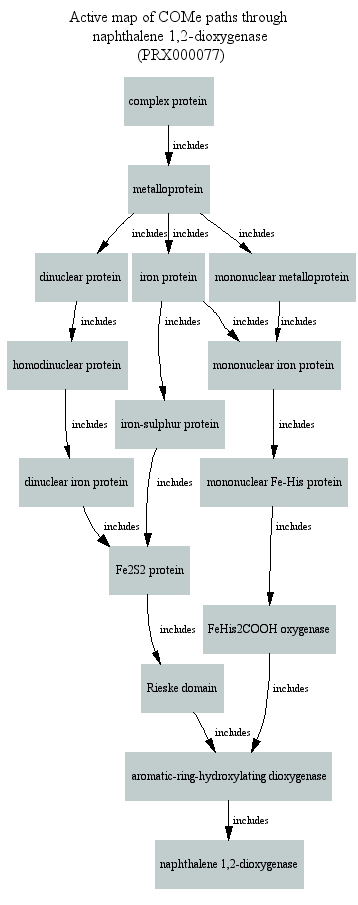 Active map of COMe paths through
naphthalene 1,2-dioxygenase
(PRX000077)
complex protein
includes
metalloprotein
includes includes includes
dinuclear protein iron protein mononuclear metalloprotein
includes includes includes includes
homodinuclear protein mononuclear iron protein
includes iron-sulphur protein includes
dinuclear iron protein includes mononuclear Fe-His protein
includes includes
Fe2S2 protein
includes FeHis2COOH oxygenase
Rieske domain includes
includes
aromatic-ring-hydroxylating dioxygenase
includes
naphthalene 1,2-dioxygenase